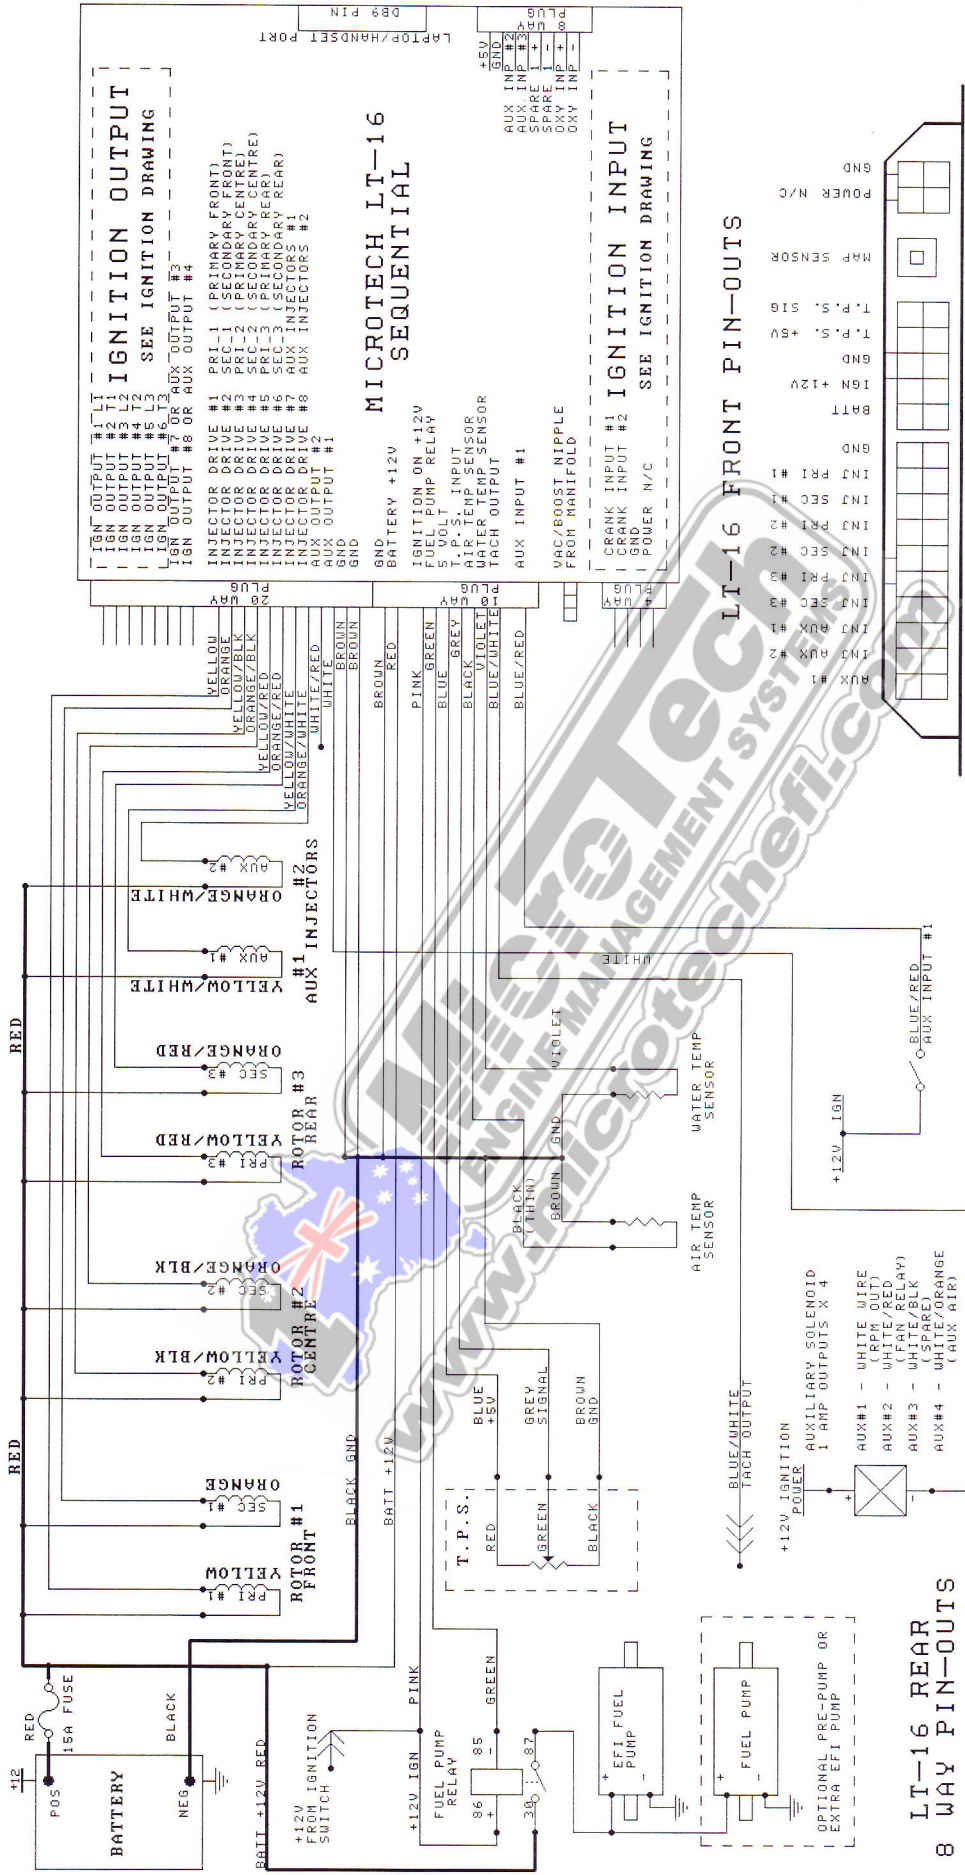 LAPTOP/HANDSET PORT
DB9 PIN
8 WAY PLUG
+5V
GND
AUX INP #2
AUX INP #3
SPARE 1 +
SPARE 1 -
OXY INP +
OXY INP -
IGNITION OUTPUT
SEE IGNITION DRAWING
IGN OUTPUT #1 L1
IGN OUTPUT #2 T1
IGN OUTPUT #3 L2
IGN OUTPUT #4 T2
IGN OUTPUT #5 L3
IGN OUTPUT #6 T3
IGN OUTPUT #7 OR AUX OUTPUT #3
IGN OUTPUT #8 OR AUX OUTPUT #4
INJECTOR DRIVE #1 PRI-1 (PRIMARY FRONT)
INJECTOR DRIVE #2 SEC-1 (SECONDARY FRONT)
INJECTOR DRIVE #3 PRI-2 (PRIMARY CENTRE)
INJECTOR DRIVE #4 SEC-2 (SECONDARY CENTRE)
INJECTOR DRIVE #5 PRI-3 (PRIMARY REAR)
INJECTOR DRIVE #6 SEC-3 (SECONDARY REAR)
INJECTOR DRIVE #7 AUX INJECTORS #1
INJECTOR DRIVE #8 AUX INJECTORS #2
AUX OUTPUT #2
AUX OUTPUT #1
GND
GND
MICROTECH LT-16
SEQUENTIAL
GND
BATTERY +12V
IGNITION ON +12V
FUEL PUMP RELAY
5 VOLT
T.P.S. INPUT
AIR TEMP SENSOR
WATER TEMP SENSOR
TACH OUTPUT
AUX INPUT #1
VAC/BOOST NIPPLE
FROM MANIFOLD
IGNITION INPUT
SEE IGNITION DRAWING
CRANK INPUT #1
CRANK INPUT #2
GND
POWER N/C
20 WAY PLUG
10 WAY PLUG
4 WAY PLUG
YELLOW
ORANGE
YELLOW/BLK
ORANGE/BLK
YELLOW/RED
ORANGE/RED
YELLOW/WHITE
ORANGE/WHITE
WHITE/RED
WHITE
BROWN
BROWN
BROWN
RED
PINK
GREEN
BLUE
GREY
BLACK
VIOLET
BLUE/WHITE
BLUE/RED
LT-16 FRONT PIN-OUTS
GND
POWER N/C
MAP SENSOR
T.P.S. SIG
T.P.S. +5V
GND
IGN +12V
BATT
GND
INJ PRI #1
INJ SEC #1
INJ PRI #2
INJ SEC #2
INJ PRI #3
INJ SEC #3
INJ AUX #1
INJ AUX #2
AUX #1
RED
AUX #2
ORANGE/WHITE
AUX #1
YELLOW/WHITE
#1 #2
AUX INJECTORS
SEC #3
ORANGE/RED
PRI #3
YELLOW/RED
ROTOR #3
REAR
SEC #2
ORANGE/BLK
PRI #2
YELLOW/BLK
ROTOR #2
CENTRE
RED
SEC #1
ORANGE
PRI #1
YELLOW
ROTOR #1
FRONT
BLACK GND
BATT +12V
WHITE
VIOLET
GND
WATER TEMP
SENSOR
BLACK
(THIN)
BROWN
AIR TEMP
SENSOR
BLUE/RED
AUX INPUT #1
+12V IGN
BLUE
+5V
GREY
SIGNAL
BROWN
GND
T.P.S.
RED
GREEN
BLACK
BLUE/WHITE
TACH OUTPUT
+12V IGNITION
POWER
AUXILIARY SOLENOID
1 AMP OUTPUTS X 4
+
-
AUX#1 - WHITE WIRE
(RPM OUT)
AUX#2 - WHITE/RED
(FAN RELAY)
AUX#3 - WHITE/BLK
(SPARE)
AUX#4 - WHITE/ORANGE
(AUX AIR)
+12
RED
15A FUSE
BLACK
POS
NEG
BATTERY
BATT +12V RED
+12V
FROM IGNITION
SWITCH
PINK
+12V IGN
GREEN
FUEL PUMP
RELAY
86 + - 85
30 87
EFI FUEL
PUMP
+ -
FUEL PUMP
+ -
OPTIONAL PRE-PUMP OR
EXTRA EFI PUMP
LT-16 REAR
8 WAY PIN-OUTS
MicroTech
ENGINE MANAGEMENT SYSTEMS
www.microtechefi.com